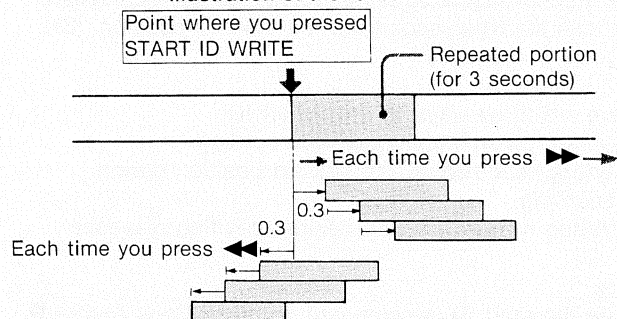 Point where you pressed
START ID WRITE
Repeated portion
(for 3 seconds)
Each time you press
0.3
0.3
Each time you press